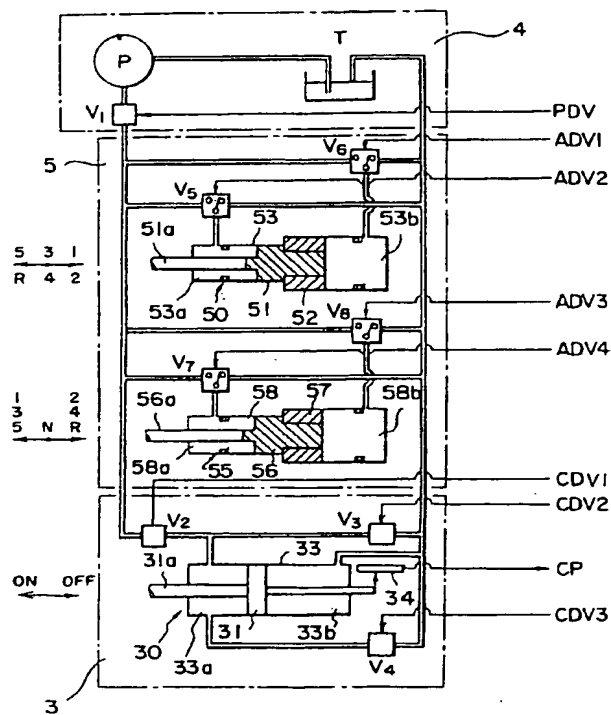 T
4
P
V1
PDV
ADV1
5
V6
ADV2
V5
53
51a
53b
5 3 1
R 4 2
53a
50
51
52
ADV3
V8
ADV4
V7
56a
58
57
58b
1 2
3 4
5 N R
58a
55
56
CDV1
CDV2
V2
V3
31a
33
CP
ON OFF
34
CDV3
30
33a
31
33b
V4
3